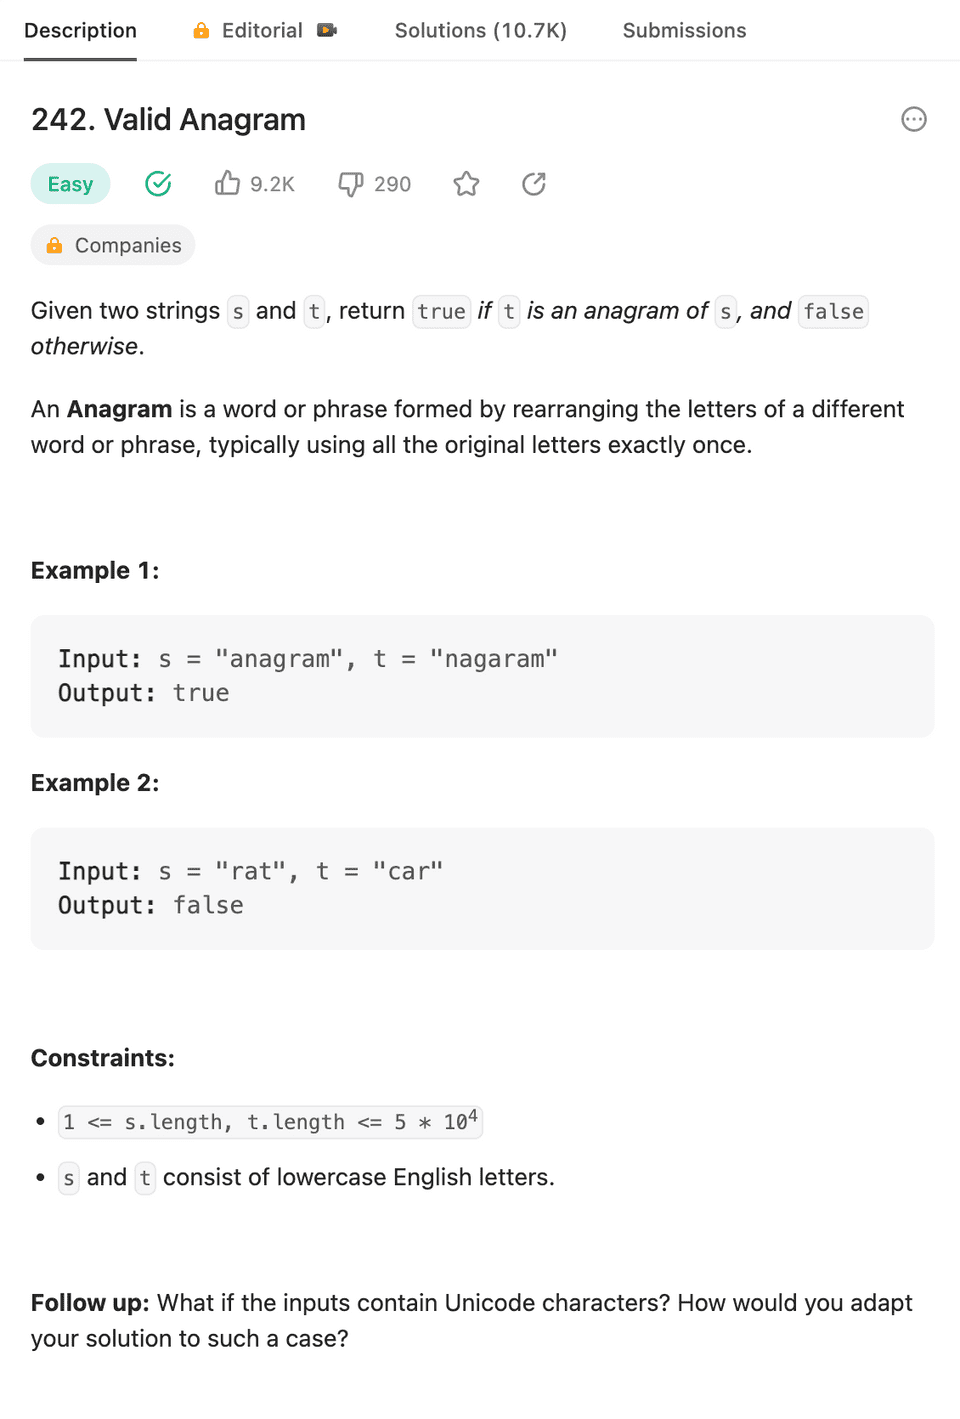 Description Editorial Solutions (10.7K) Submissions
242. Valid Anagram
Easy 9.2K 290
Companies
Given two strings s and t, return true if t is an anagram of s, and false
otherwise.
An Anagram is a word or phrase formed by rearranging the letters of a different
word or phrase, typically using all the original letters exactly once.
Example 1:
Input: s = "anagram", t = "nagaram"
Output: true
Example 2:
Input: s = "rat", t = "car"
Output: false
Constraints:
• 1 <= s.length, t.length <= 5 * 10⁴
• s and t consist of lowercase English letters.
Follow up: What if the inputs contain Unicode characters? How would you adapt
your solution to such a case?